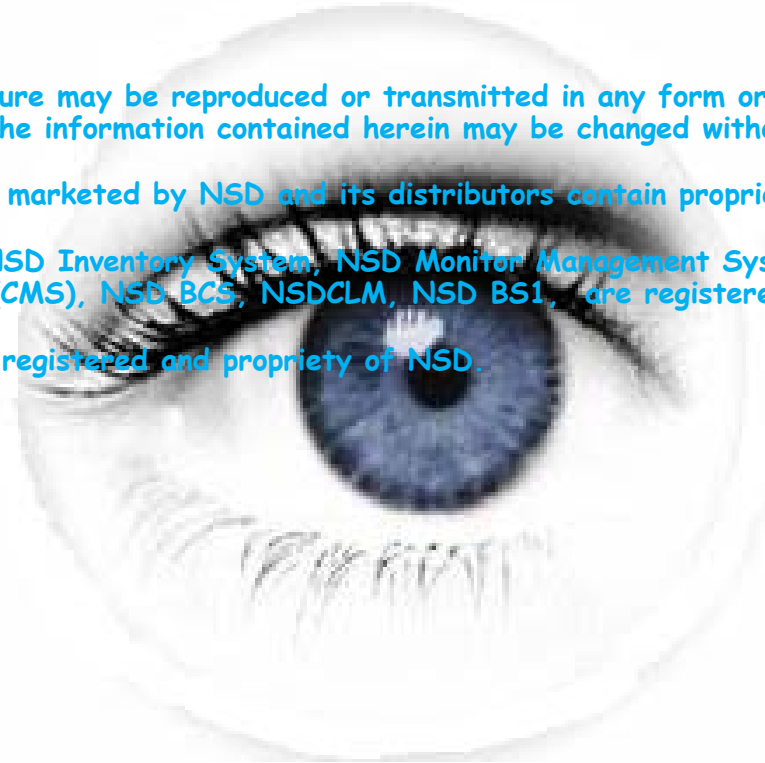 ure may be reproduced or transmitted in any form or
he information contained herein may be changed witho
marketed by NSD and its distributors contain proprie
NSD Inventory System, NSD Monitor Management Sys
(CMS), NSD BCS, NSDCLM, NSD BS1, are registere
registered and propriety of NSD.